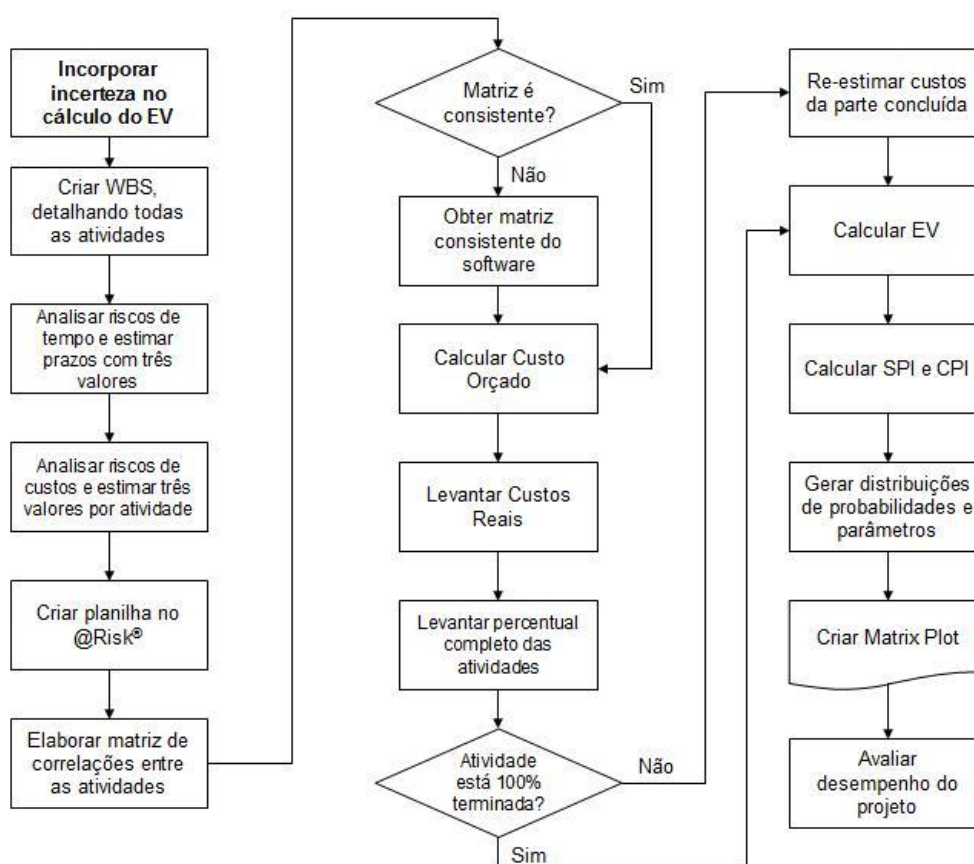 Incorporar
incerteza no
cálculo do EV
Criar WBS,
detalhando todas
as atividades
Analisar riscos de
tempo e estimar
prazos com três
valores
Analisar riscos de
custos e estimar três
valores por atividade
Criar planilha no
@Risk®
Elaborar matriz de
correlações entre
as atividades
Matriz é
consistente?
Sim
Não
Obter matriz
consistente do
software
Calcular Custo
Orçado
Levantar Custos
Reais
Levantar percentual
completo das
atividades
Atividade
está 100%
terminada?
Não
Sim
Re-estimar custos
da parte concluída
Calcular EV
Calcular SPI e CPI
Gerar distribuições
de probabilidades e
parâmetros
Criar Matrix Plot
Avaliar
desempenho do
projeto